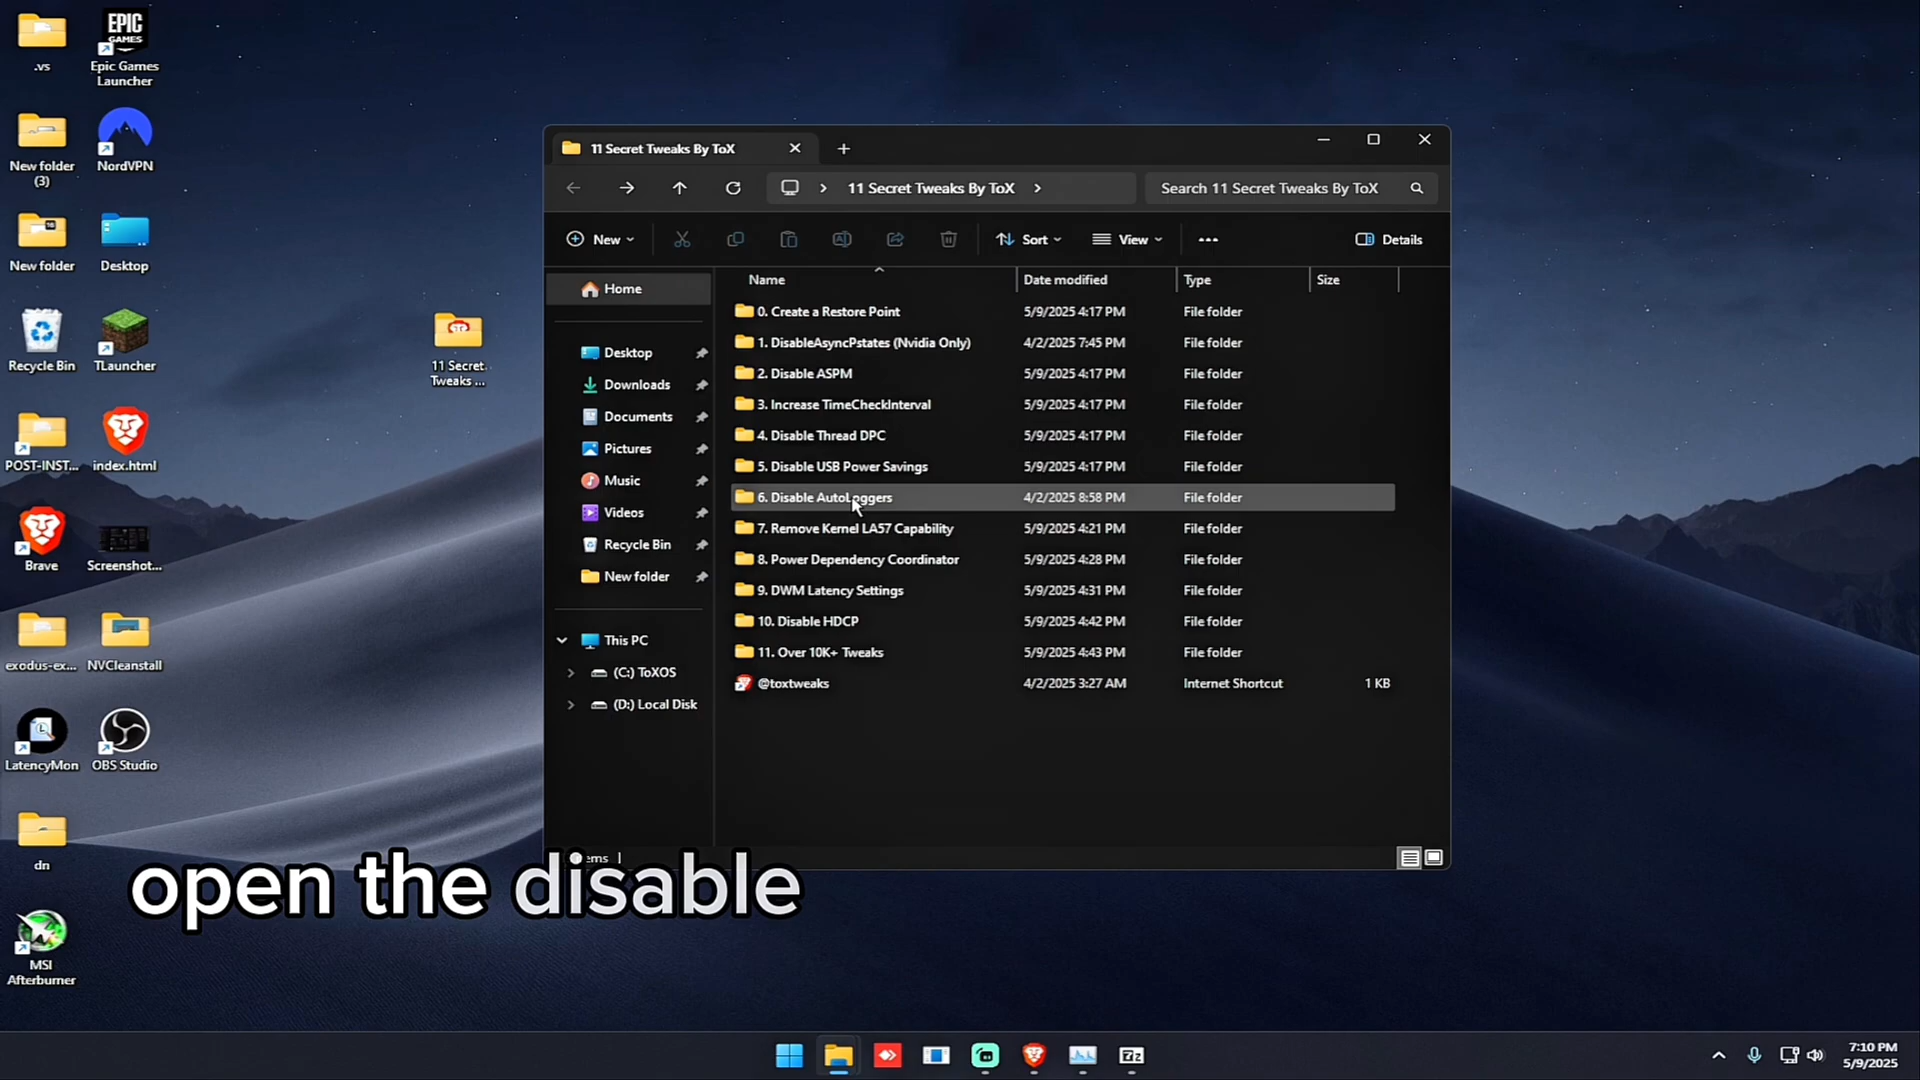 .vs
EPIC
GAMES
Epic Games
Launcher
New folder
(3)
NordVPN
New folder
Desktop
Recycle Bin
TLauncher
POST-INST...
index.html
Brave
Screenshot...
exodus-ex...
NVCleanstall
LatencyMon
OBS Studio
dn
MSI
Afterburner
11 Secret
Tweaks ...
11 Secret Tweaks By ToX
11 Secret Tweaks By ToX
Search 11 Secret Tweaks By ToX
New
Sort
View
Details
Home
Desktop
Downloads
Documents
Pictures
Music
Videos
Recycle Bin
New folder
This PC
(C:) ToXOS
(D:) Local Disk
Name Date modified Type Size
0. Create a Restore Point 5/9/2025 4:17 PM File folder
1. DisableAsyncPstates (Nvidia Only) 4/2/2025 7:45 PM File folder
2. Disable ASPM 5/9/2025 4:17 PM File folder
3. Increase TimeCheckInterval 5/9/2025 4:17 PM File folder
4. Disable Thread DPC 5/9/2025 4:17 PM File folder
5. Disable USB Power Savings 5/9/2025 4:17 PM File folder
6. Disable AutoLoggers 4/2/2025 8:58 PM File folder
7. Remove Kernel LA57 Capability 5/9/2025 4:21 PM File folder
8. Power Dependency Coordinator 5/9/2025 4:28 PM File folder
9. DWM Latency Settings 5/9/2025 4:31 PM File folder
10. Disable HDCP 5/9/2025 4:42 PM File folder
11. Over 10K+ Tweaks 5/9/2025 4:43 PM File folder
@toxtweaks 4/2/2025 3:27 AM Internet Shortcut 1 KB
open the disable
7z
7:10 PM
5/9/2025